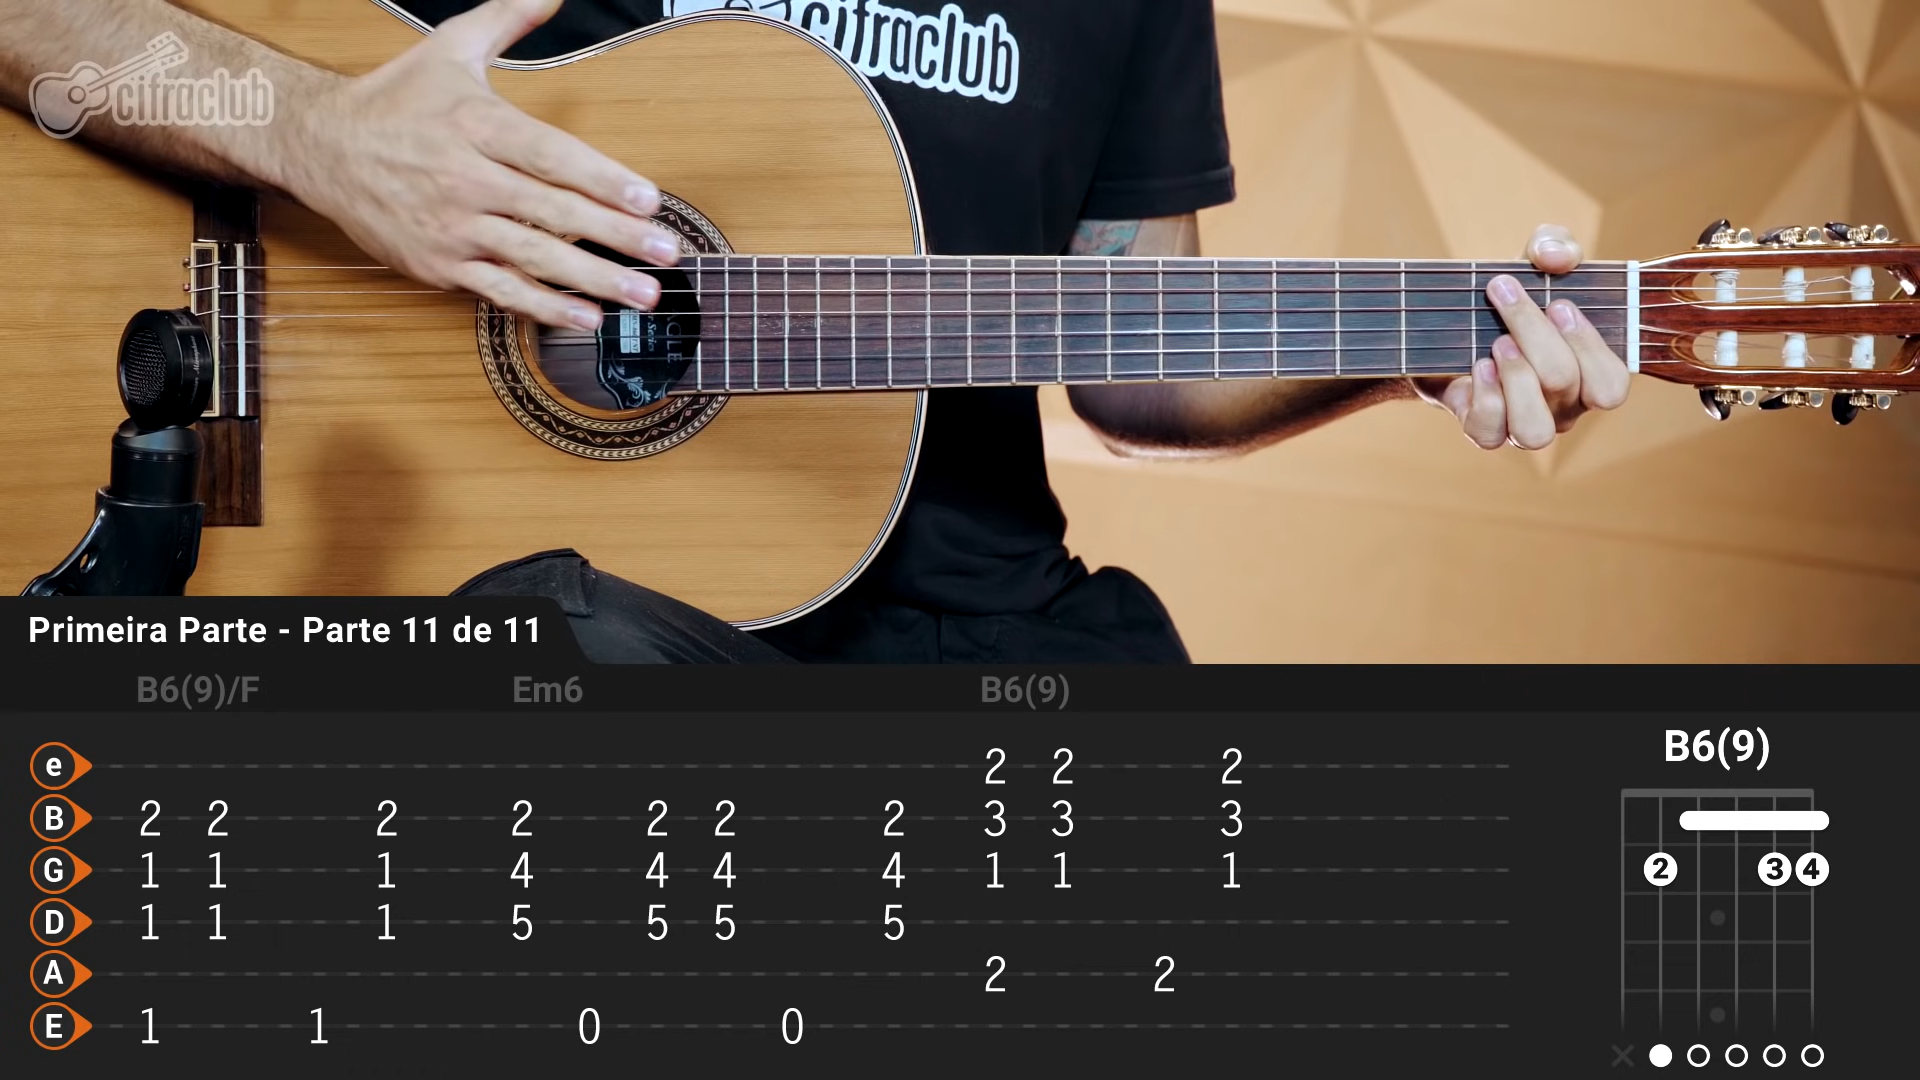 cifraclub
cifraclub
Primeira Parte - Parte 11 de 11
B6(9)/F Em6 B6(9)
B6(9)
e 2 2 2
B 2 2 2 2 2 2 2 3 3 3
G 1 1 1 4 4 4 4 1 1 1
D 1 1 1 5 5 5 5
A 2 2
E 1 1 0 0
2 3 4
X